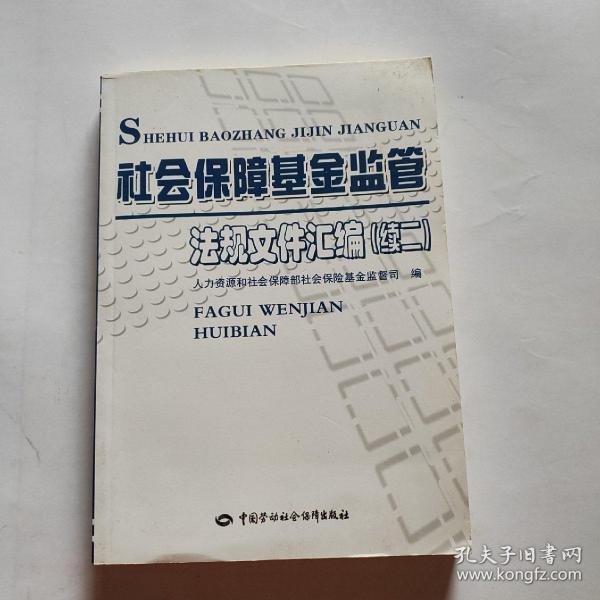 SHEHUI BAOZHANG JIJIN JIANGUAN
社会保障基金监管
法规文件汇编(续二)
人力资源和社会保障部社会保险基金监督司 编
FAGUI WENJIAN
HUIBIAN
中国劳动社会保障出版社
孔夫子旧书网
www.kongfz.com